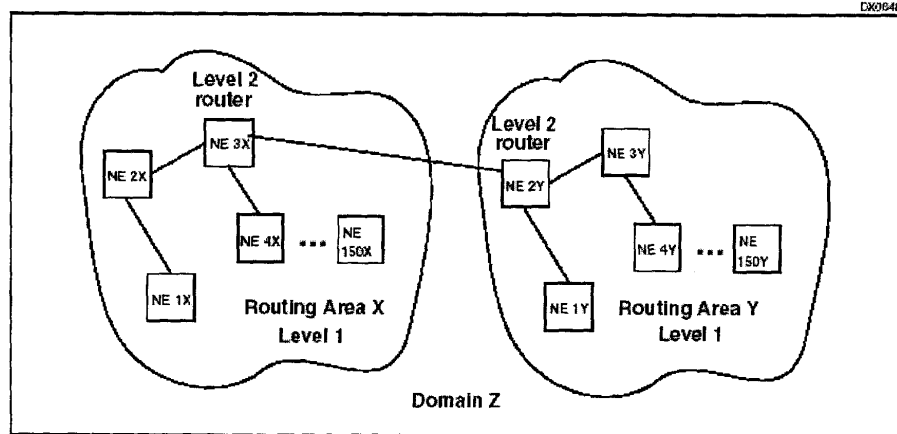 Level 2
router
NE 3X
NE 2X
NE 4X
NE
150X
NE 1X
Routing Area X
Level 1
Level 2
router
NE 3Y
NE 2Y
NE 4Y
NE
150Y
NE 1Y
Routing Area Y
Level 1
Domain Z